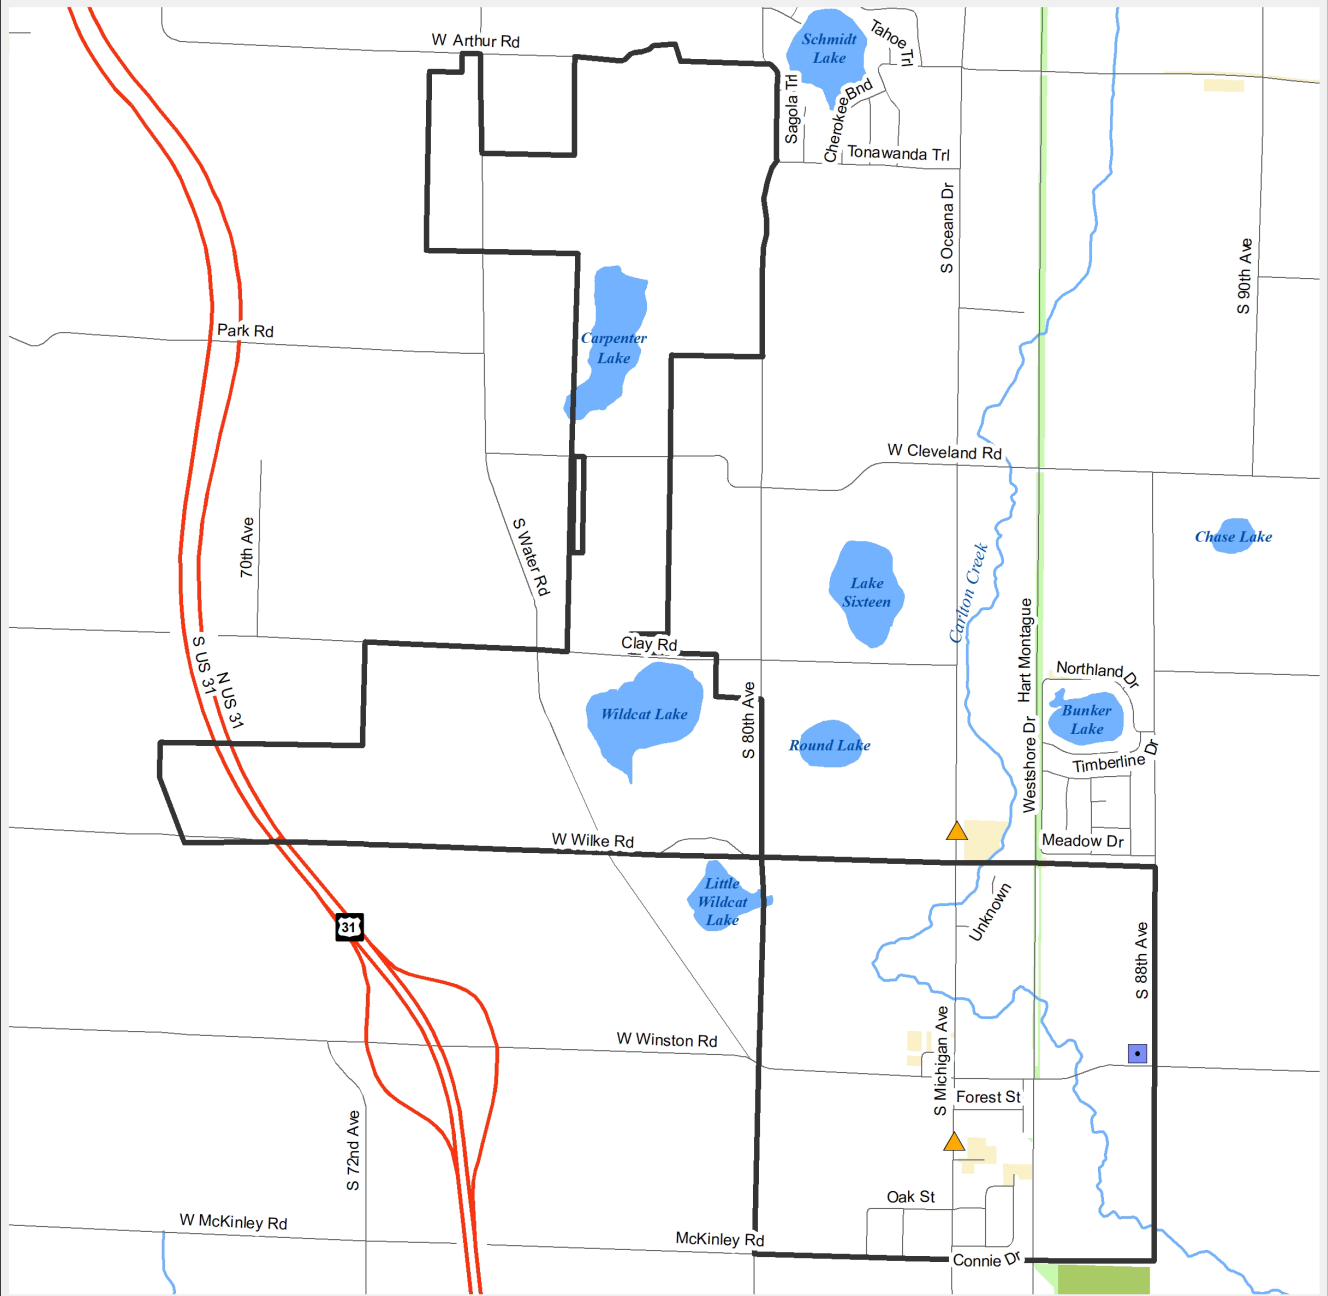 W Arthur Rd
Schmidt
Lake
Tahoe Trl
Sagola Trl
Cherokee Bnd
Tonawanda Trl
S Oceana Dr
S 90th Ave
Park Rd
Carpenter
Lake
W Cleveland Rd
70th Ave
S Water Rd
Chase Lake
Lake
Sixteen
Carlton Creek
Hart Montague
S US 31
N US 31
Clay Rd
Northland Dr
Wildcat Lake
S 80th Ave
Round Lake
Bunker
Lake
Westshore Dr
Timberline Dr
W Wilke Rd
Meadow Dr
Little
Wildcat
Lake
Unknown
31
S 88th Ave
W Winston Rd
S Michigan Ave
Forest St
S 72nd Ave
Oak St
W McKinley Rd
McKinley Rd
Connie Dr